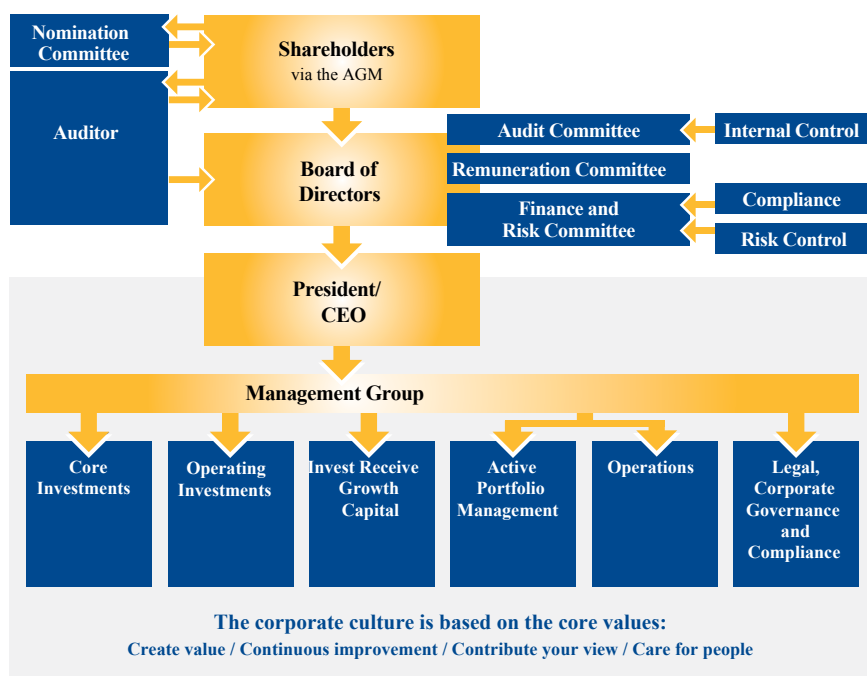 Nomination
Committee
Shareholders
via the AGM
Auditor
Board of
Directors
Audit Committee
Internal Control
Remuneration Committee
Finance and
Risk Committee
Compliance
Risk Control
President/
CEO
Management Group
Core
Investments
Operating
Investments
Invest Receive
Growth
Capital
Active
Portfolio
Management
Operations
Legal,
Corporate
Governance
and
Compliance
The corporate culture is based on the core values:
Create value / Continuous improvement / Contribute your view / Care for people